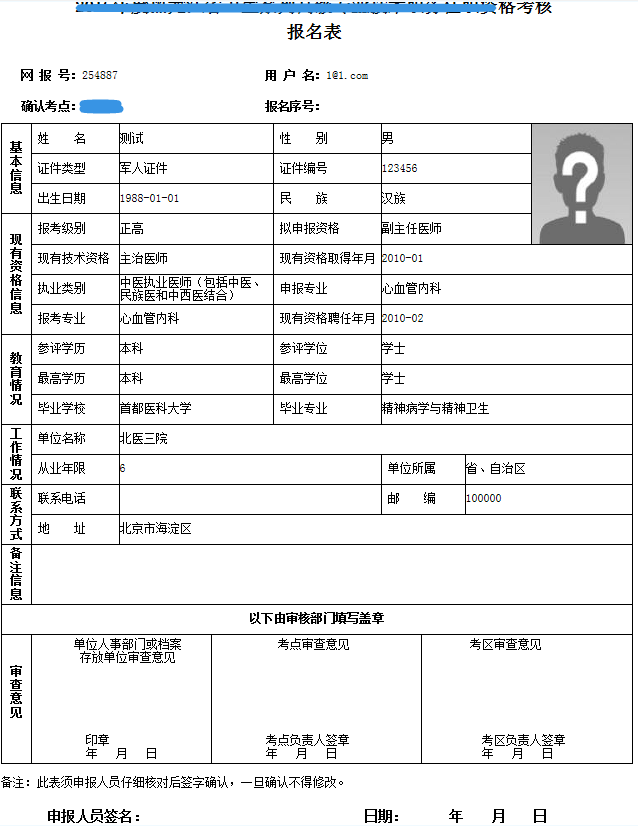 资格考核
报名表
网 报 号: 254887 用 户 名: 1@1.com
确认考点: 报名序号:
基本信息
姓 名 测试 性 别 男
证件类型 军人证件 证件编号 123456
出生日期 1988-01-01 民 族 汉族
现有资格信息
报考级别 正高 拟申报资格 副主任医师
现有技术资格 主治医师 现有资格取得年月 2010-01
执业类别 中医执业医师（包括中医、
民族医和中西医结合） 申报专业 心血管内科
报考专业 心血管内科 现有资格聘任年月 2010-02
教育情况
参评学历 本科 参评学位 学士
最高学历 本科 最高学位 学士
毕业学校 首都医科大学 毕业专业 精神病学与精神卫生
工作情况
单位名称 北医三院
从业年限 6 单位所属 省、自治区
联系方式
联系电话 邮 编 100000
地 址 北京市海淀区
备注信息
以下由审核部门填写盖章
审查意见
单位人事部门或档案
存放单位审查意见
印章
年 月 日
考点审查意见
考点负责人签章
年 月 日
考区审查意见
考区负责人签章
年 月 日
备注: 此表须申报人员仔细核对后签字确认，一旦确认不得修改。
申报人员签名: 日期: 年 月 日